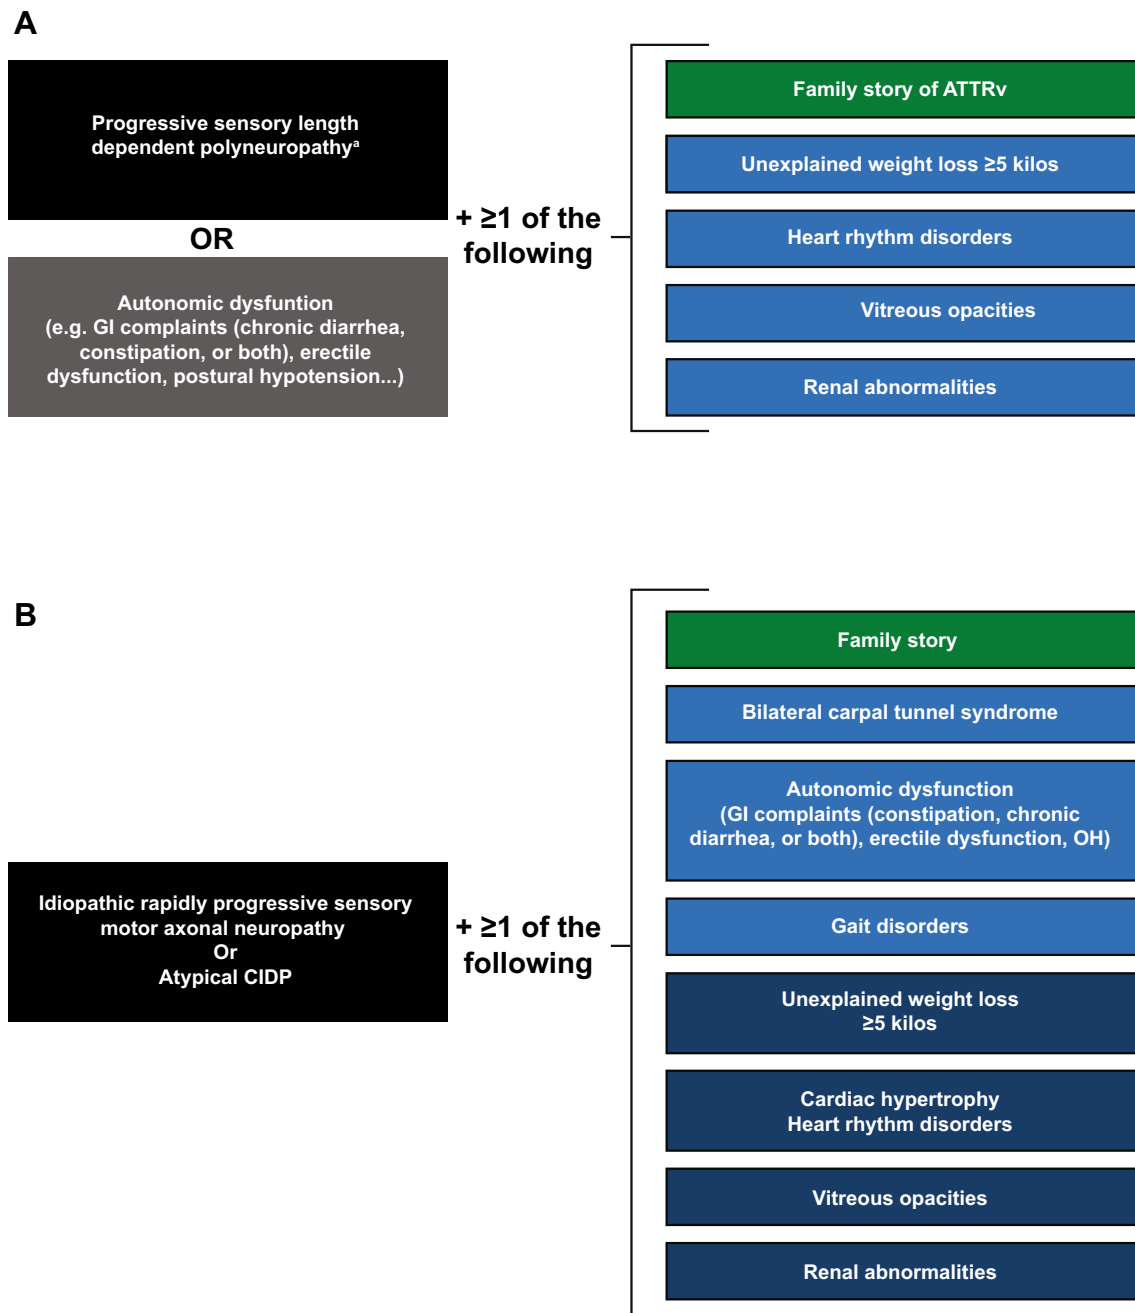 A
Progressive sensory length
dependent polyneuropathyᵃ
OR
Autonomic dysfuntion
(e.g. GI complaints (chronic diarrhea,
constipation, or both), erectile
dysfunction, postural hypotension...)
+ ≥1 of the
following
Family story of ATTRv
Unexplained weight loss ≥5 kilos
Heart rhythm disorders
Vitreous opacities
Renal abnormalities
B
Idiopathic rapidly progressive sensory
motor axonal neuropathy
Or
Atypical CIDP
+ ≥1 of the
following
Family story
Bilateral carpal tunnel syndrome
Autonomic dysfunction
(GI complaints (constipation, chronic
diarrhea, or both), erectile dysfunction, OH)
Gait disorders
Unexplained weight loss
≥5 kilos
Cardiac hypertrophy
Heart rhythm disorders
Vitreous opacities
Renal abnormalities